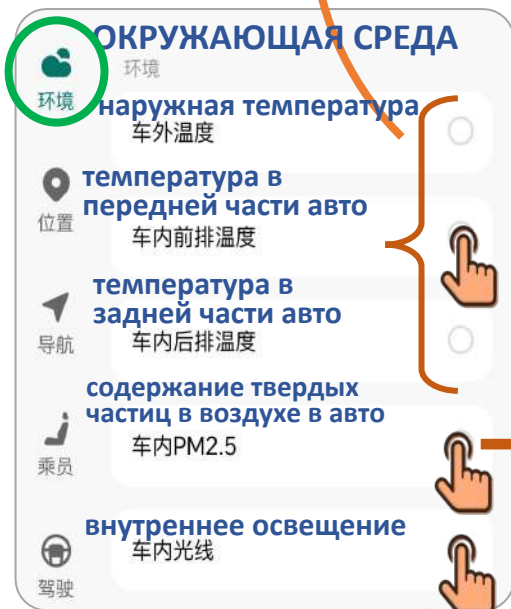 ОКРУЖАЮЩАЯ СРЕДА
环境
环境
наружная температура
车外温度
температура в
передней части авто
位置
车内前排温度
температура в
задней части авто
导航
车内后排温度
содержание твердых
частиц в воздухе в авто
车内PM2.5
乘员
внутреннее освещение
车内光线
驾驶